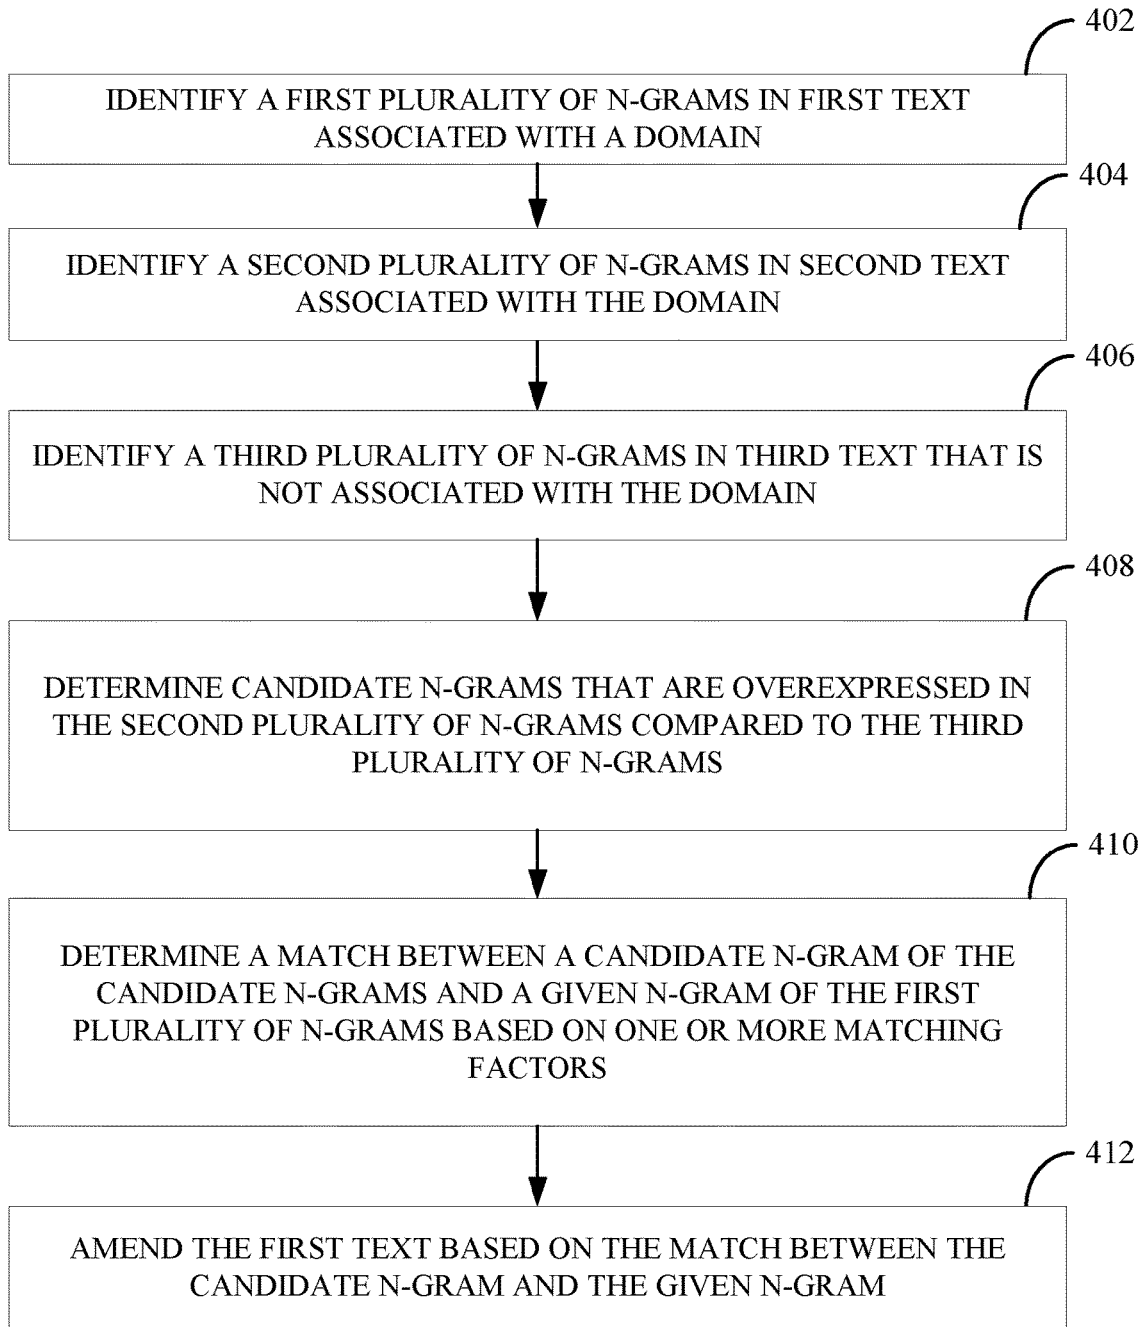 402
IDENTIFY A FIRST PLURALITY OF N-GRAMS IN FIRST TEXT
ASSOCIATED WITH A DOMAIN
404
IDENTIFY A SECOND PLURALITY OF N-GRAMS IN SECOND TEXT
ASSOCIATED WITH THE DOMAIN
406
IDENTIFY A THIRD PLURALITY OF N-GRAMS IN THIRD TEXT THAT IS
NOT ASSOCIATED WITH THE DOMAIN
408
DETERMINE CANDIDATE N-GRAMS THAT ARE OVEREXPRESSED IN
THE SECOND PLURALITY OF N-GRAMS COMPARED TO THE THIRD
PLURALITY OF N-GRAMS
410
DETERMINE A MATCH BETWEEN A CANDIDATE N-GRAM OF THE
CANDIDATE N-GRAMS AND A GIVEN N-GRAM OF THE FIRST
PLURALITY OF N-GRAMS BASED ON ONE OR MORE MATCHING
FACTORS
412
AMEND THE FIRST TEXT BASED ON THE MATCH BETWEEN THE
CANDIDATE N-GRAM AND THE GIVEN N-GRAM